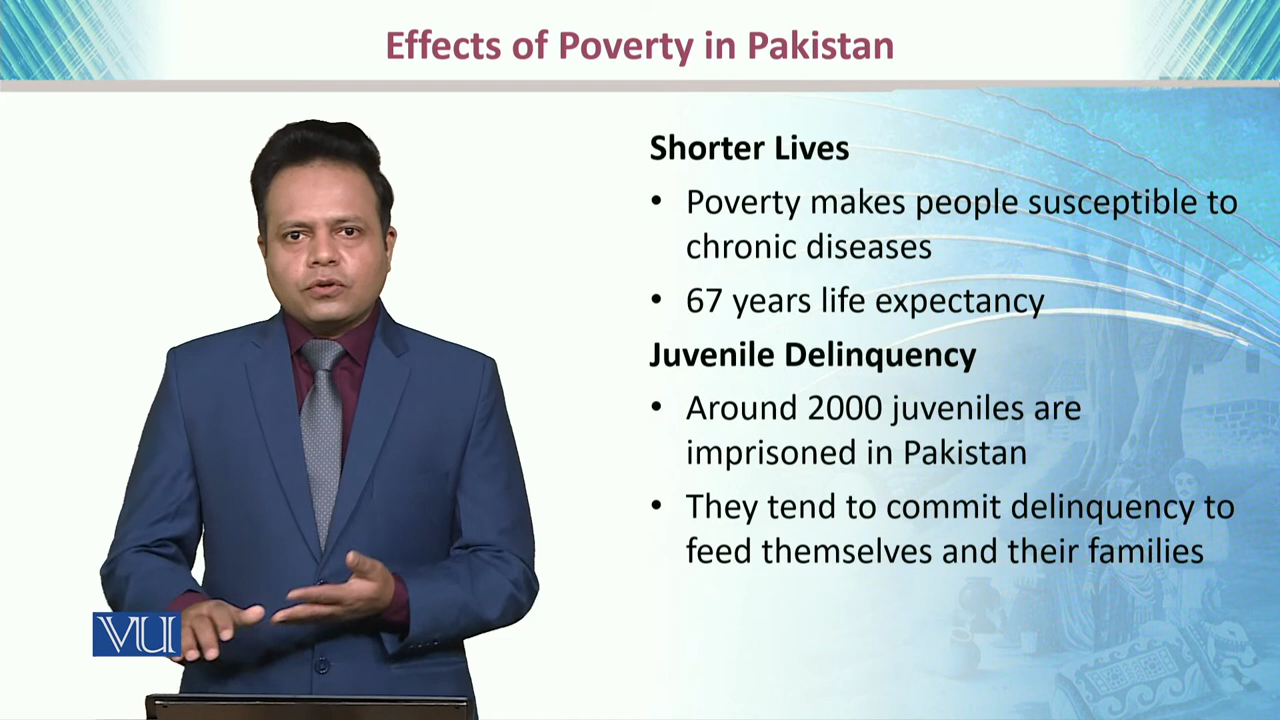 Effects of Poverty in Pakistan
Shorter Lives
• Poverty makes people susceptible to
chronic diseases
• 67 years life expectancy
Juvenile Delinquency
• Around 2000 juveniles are
imprisoned in Pakistan
• They tend to commit delinquency to
feed themselves and their families
VU